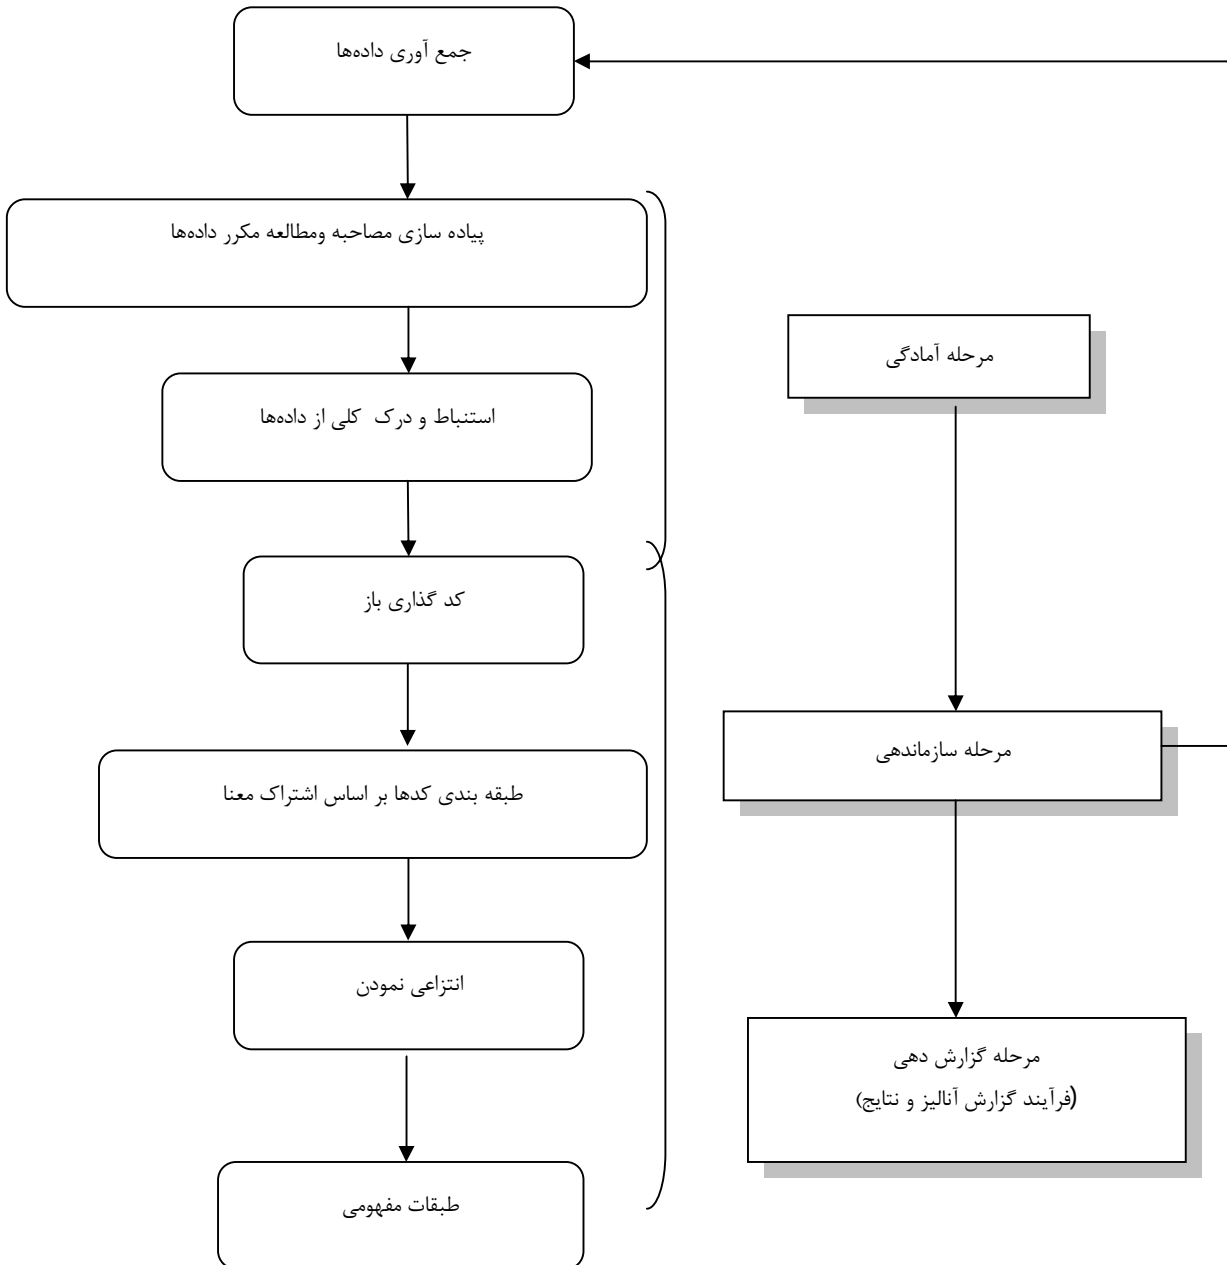 جمع آوری داده‌ها
پیاده سازی مصاحبه ومطالعه مکرر داده‌ها
استنباط و درک کلی از داده‌ها
کد گذاری باز
طبقه بندی کدها بر اساس اشتراک معنا
انتزاعی نمودن
طبقات مفهومی
مرحله آمادگی
مرحله سازماندهی
مرحله گزارش دهی
(فرآیند گزارش آنالیز و نتایج)